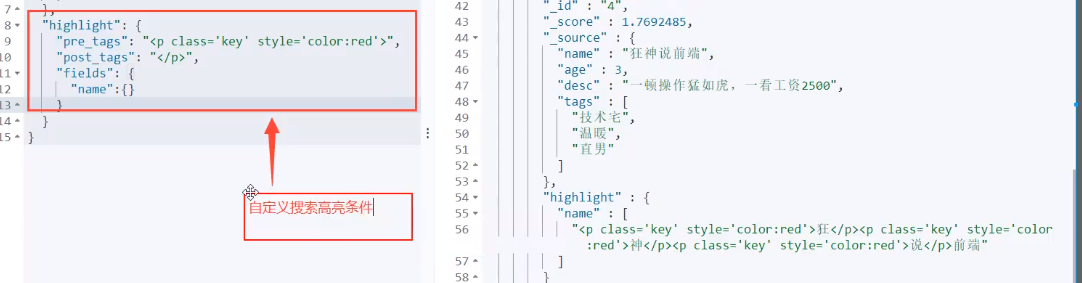 7
},
8 "highlight": {
9 "pre_tags": "<p class='key' style='color:red'>",
10 "post_tags": "</p>",
11 "fields": {
12 "name":{}
13 }
14 }
15 }
自定义搜索高亮条件
42 "_id" : "4",
43 "_score" : 1.7692485,
44 "_source" : {
45 "name" : "狂神说前端",
46 "age" : 3,
47 "desc" : "一顿操作猛如虎，一看工资2500",
48 "tags" : [
49 "技术宅",
50 "温暖",
51 "直男"
52 ]
53 },
54 "highlight" : {
55 "name" : [
56 "<p class='key' style='color:red'>狂</p><p class='key' style='color
:red'>神</p><p class='key' style='color:red'>说</p>前端"
57 ]
58 }